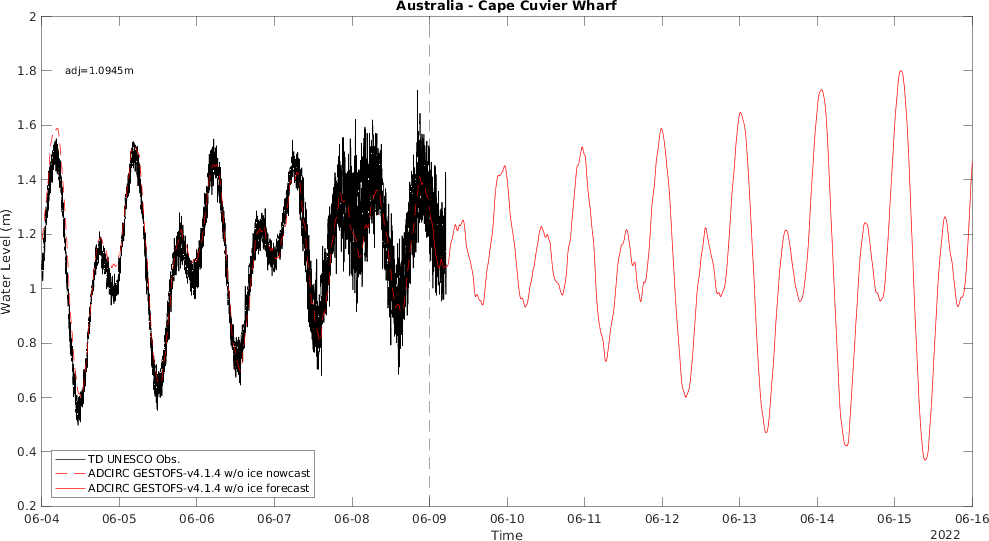 Australia - Cape Cuvier Wharf
2
1.8
1.6
1.4
1.2
1
0.8
0.6
0.4
0.2
Water Level (m)
adj=1.0945m
TD UNESCO Obs.
ADCIRC GESTOFS-v4.1.4 w/o ice nowcast
ADCIRC GESTOFS-v4.1.4 w/o ice forecast
06-04 06-05 06-06 06-07 06-08 06-09 06-10 06-11 06-12 06-13 06-14 06-15 06-16
Time
2022